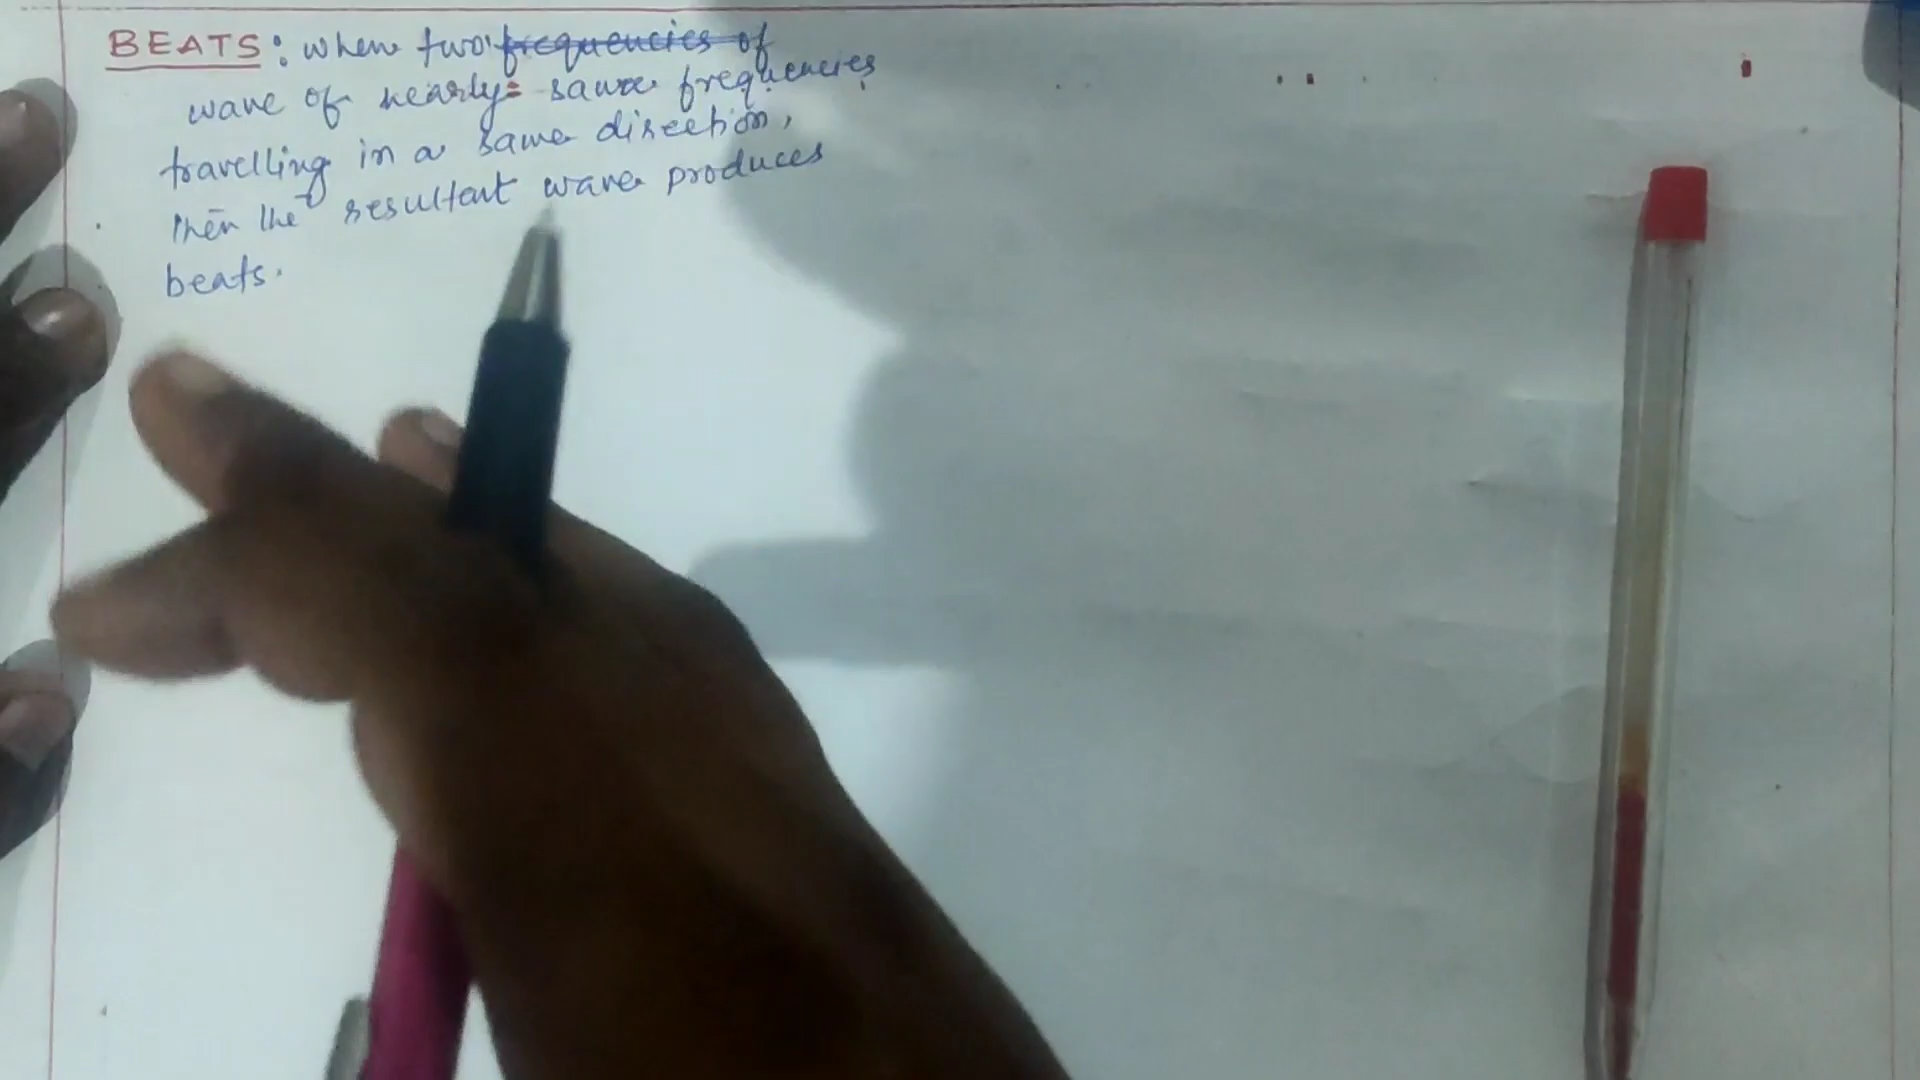 BEATS: when two frequencies of
wave of nearly same frequencies
travelling in a same direction,
Then the resultant wave produces
beats.